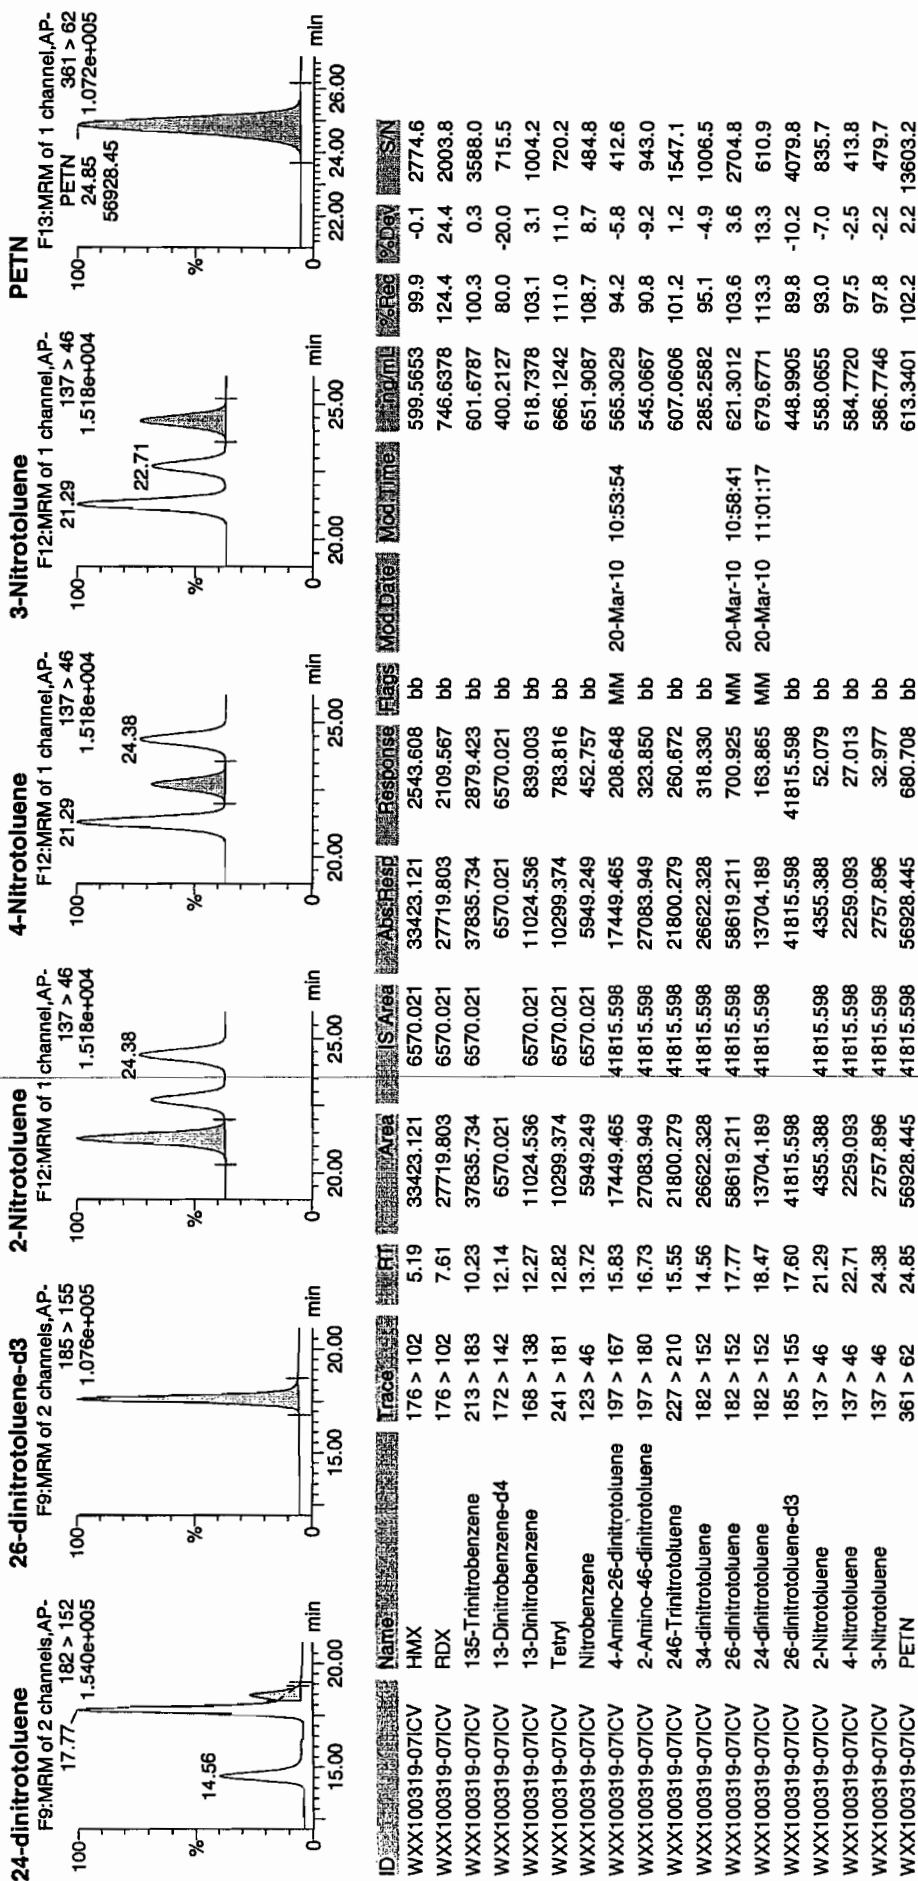 24-dinitrotoluene
F9:MRM of 2 channels,AP-
182 > 152
1.540e+005
17.77
14.56
100
%
0
15.00 20.00 min
26-dinitrotoluene-d3
F9:MRM of 2 channels,AP-
185 > 155
1.076e+005
100
%
0
15.00 20.00 min
2-Nitrotoluene
F12:MRM of 1 channel,AP-
137 > 46
1.518e+004
24.38
100
%
0
20.00 25.00 min
4-Nitrotoluene
F12:MRM of 1 channel,AP-
21.29 137 > 46
1.518e+004
24.38
100
%
0
20.00 25.00 min
3-Nitrotoluene
F12:MRM of 1 channel,AP-
21.29 137 > 46
1.518e+004
22.71
100
%
0
20.00 25.00 min
PETN
F13:MRM of 1 channel,AP-
PETN 361 > 62
24.85 1.072e+005
56928.45
100
%
0
22.00 24.00 26.00 min
ID Name Trace RT Area IS Area Abs.Resp Response Flags Mod.Date Mod.Time ng/mL %Rec %Dev S/N
WXX100319-07ICV HMX 176 > 102 5.19 33423.121 6570.021 33423.121 2543.608 bb 599.5653 99.9 -0.1 2774.6
WXX100319-07ICV RDX 176 > 102 7.61 27719.803 6570.021 27719.803 2109.567 bb 746.6378 124.4 24.4 2003.8
WXX100319-07ICV 135-Trinitrobenzene 213 > 183 10.23 37835.734 6570.021 37835.734 2879.423 bb 601.6787 100.3 0.3 3588.0
WXX100319-07ICV 13-Dinitrobenzene-d4 172 > 142 12.14 6570.021 6570.021 6570.021 bb 400.2127 80.0 -20.0 715.5
WXX100319-07ICV 13-Dinitrobenzene 168 > 138 12.27 11024.536 6570.021 11024.536 839.003 bb 618.7378 103.1 3.1 1004.2
WXX100319-07ICV Tetryl 241 > 181 12.82 10299.374 6570.021 10299.374 783.816 bb 666.1242 111.0 11.0 720.2
WXX100319-07ICV Nitrobenzene 123 > 46 13.72 5949.249 6570.021 5949.249 452.757 bb 651.9087 108.7 8.7 484.8
WXX100319-07ICV 4-Amino-26-dinitrotoluene 197 > 167 15.83 17449.465 41815.598 17449.465 208.648 MM 20-Mar-10 10:53:54 565.3029 94.2 -5.8 412.6
WXX100319-07ICV 2-Amino-46-dinitrotoluene 197 > 180 16.73 27083.949 41815.598 27083.949 323.850 bb 545.0667 90.8 -9.2 943.0
WXX100319-07ICV 246-Trinitrotoluene 227 > 210 15.55 21800.279 41815.598 21800.279 260.672 bb 607.0606 101.2 1.2 1547.1
WXX100319-07ICV 34-dinitrotoluene 182 > 152 14.56 26622.328 41815.598 26622.328 318.330 bb 285.2582 95.1 -4.9 1006.5
WXX100319-07ICV 26-dinitrotoluene 182 > 152 17.77 58619.211 41815.598 58619.211 700.925 MM 20-Mar-10 10:58:41 621.3012 103.6 3.6 2704.8
WXX100319-07ICV 24-dinitrotoluene 182 > 152 18.47 13704.189 41815.598 13704.189 163.865 MM 20-Mar-10 11:01:17 679.6771 113.3 13.3 610.9
WXX100319-07ICV 26-dinitrotoluene-d3 185 > 155 17.60 41815.598 41815.598 41815.598 bb 448.9905 89.8 -10.2 4079.8
WXX100319-07ICV 2-Nitrotoluene 137 > 46 21.29 4355.388 41815.598 4355.388 52.079 bb 558.0655 93.0 -7.0 835.7
WXX100319-07ICV 4-Nitrotoluene 137 > 46 22.71 2259.093 41815.598 2259.093 27.013 bb 584.7720 97.5 -2.5 413.8
WXX100319-07ICV 3-Nitrotoluene 137 > 46 24.38 2757.896 41815.598 2757.896 32.977 bb 586.7746 97.8 -2.2 479.7
WXX100319-07ICV PETN 361 > 62 24.85 56928.445 41815.598 56928.445 680.708 bb 613.3401 102.2 2.2 13603.2